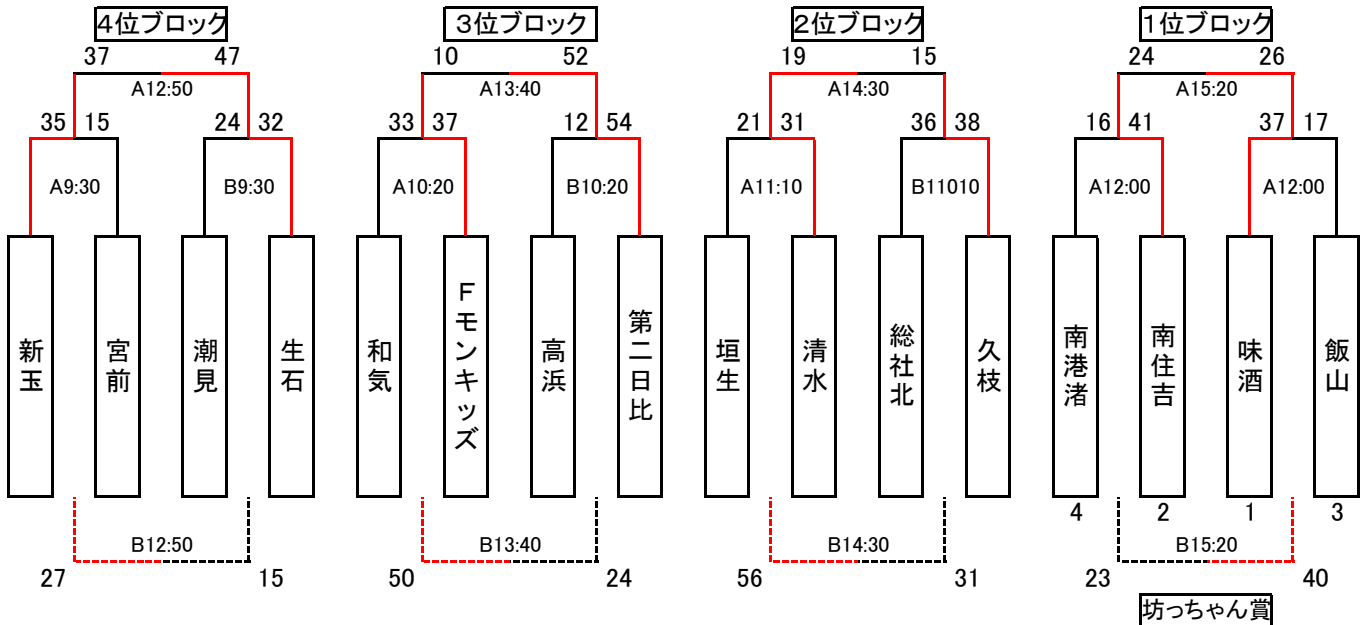 4位ブロック 3位ブロック 2位ブロック 1位ブロック
37 47 10 52 19 15 24 26
A12:50 A13:40 A14:30 A15:20
35 15 24 32 33 37 12 54 21 31 36 38 16 41 37 17
A9:30 B9:30 A10:20 B10:20 A11:10 B11010 A12:00 A12:00
新玉 宮前 潮見 生石 和気 Fモンキッズ 高浜 第二日比 垣生 清水 総社北 久枝 南港渚 南住吉 味酒 飯山
4 2 1 3
B12:50 B13:40 B14:30 B15:20
27 15 50 24 56 31 23 40
坊っちゃん賞